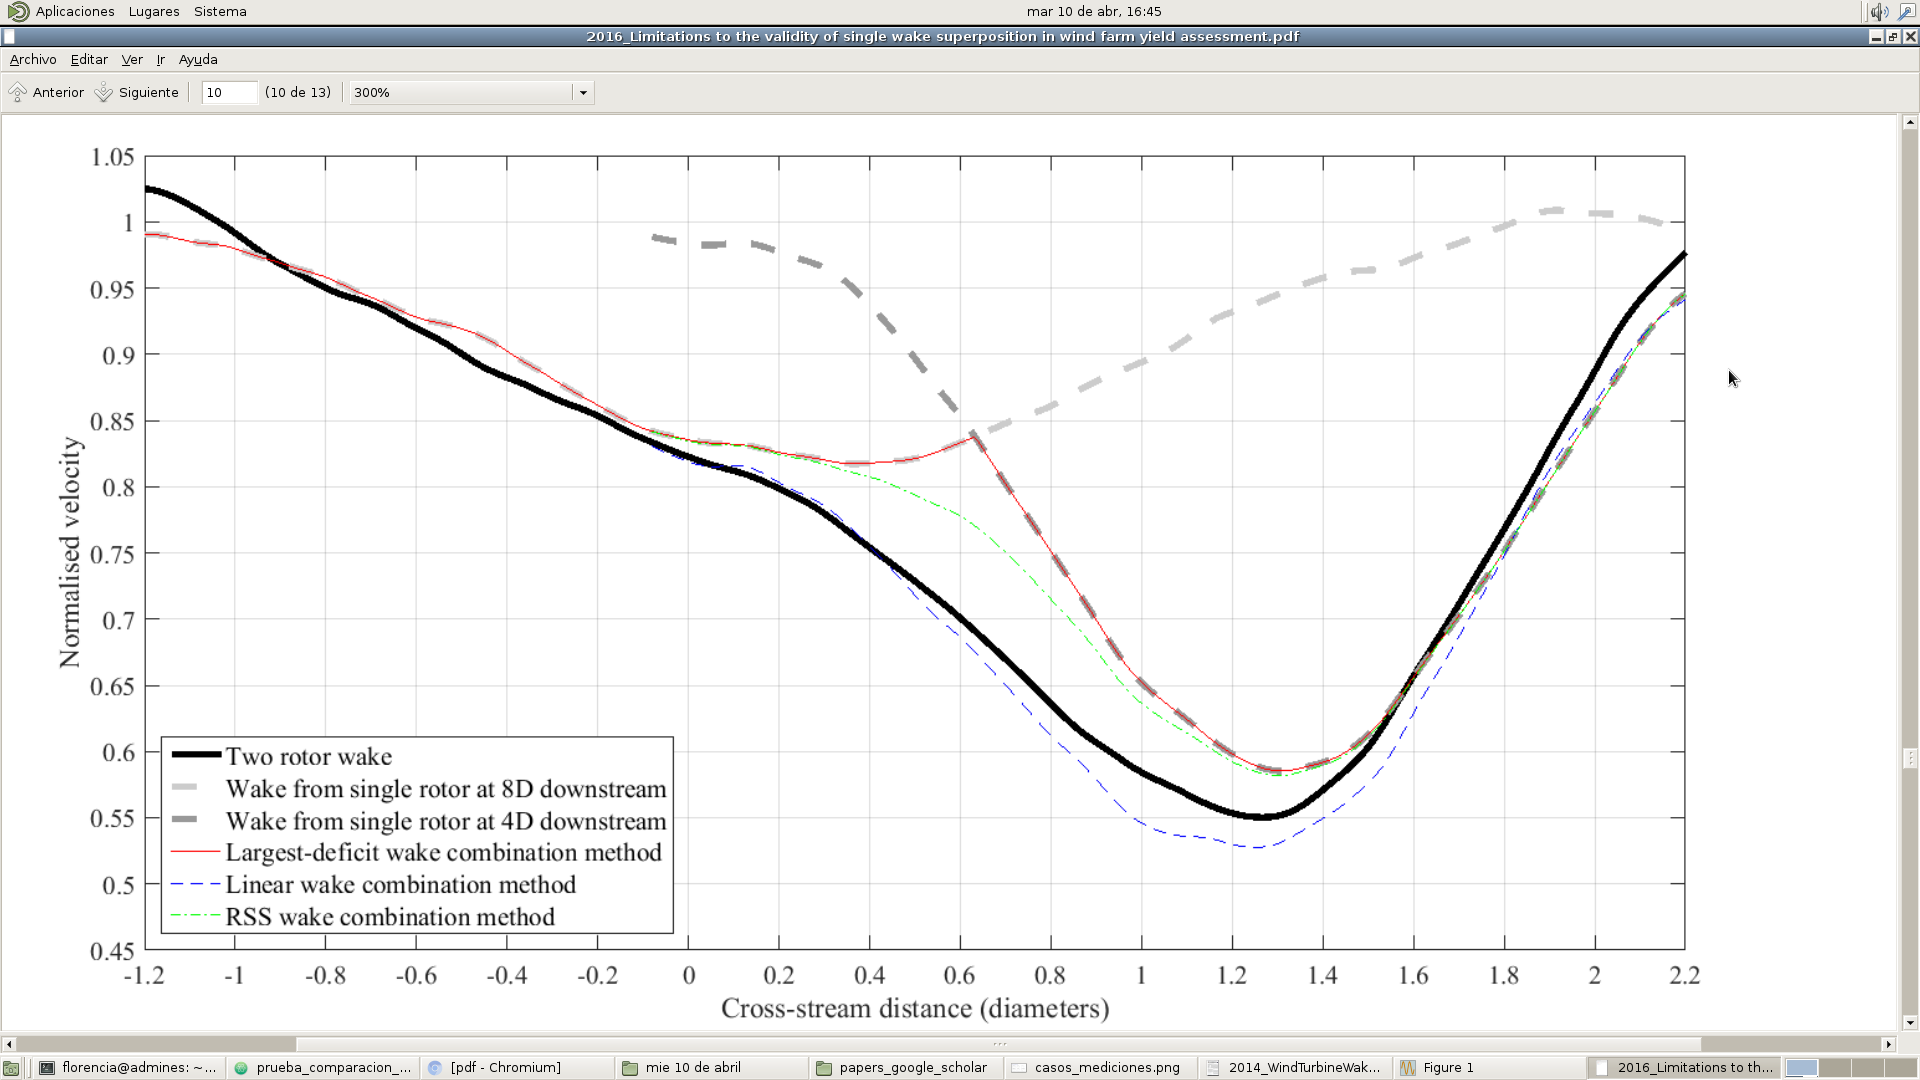 Aplicaciones Lugares Sistema mar 10 de abr, 16:45
2016_Limitations to the validity of single wake superposition in wind farm yield assessment.pdf
Archivo Editar Ver Ir Ayuda
Anterior Siguiente 10 (10 de 13) 300%
1.05
1
0.95
0.9
0.85
0.8
0.75
0.7
0.65
0.6
0.55
0.5
0.45
Normalised velocity
Two rotor wake
Wake from single rotor at 8D downstream
Wake from single rotor at 4D downstream
Largest-deficit wake combination method
Linear wake combination method
RSS wake combination method
-1.2 -1 -0.8 -0.6 -0.4 -0.2 0 0.2 0.4 0.6 0.8 1 1.2 1.4 1.6 1.8 2 2.2
Cross-stream distance (diameters)
florencia@admines: ~... prueba_comparacion_... [pdf - Chromium] mie 10 de abril papers_google_scholar casos_mediciones.png 2014_WindTurbineWak... Figure 1 2016_Limitations to th...